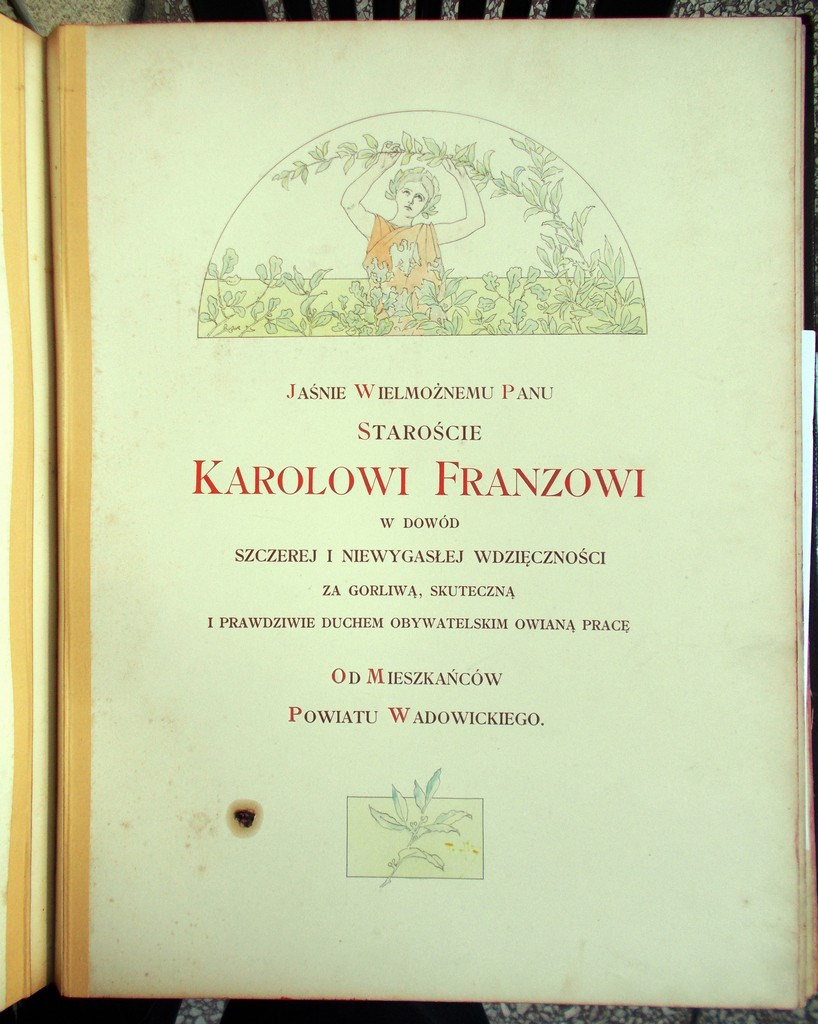 Jaśnie Wielmożnemu Panu
Staroście
KAROLOWI FRANZOWI
w dowód
szczerej i niewygasłej wdzięczności
za gorliwą, skuteczną
i prawdziwie duchem obywatelskim owianą pracę
Od Mieszkańców
Powiatu Wadowickiego.